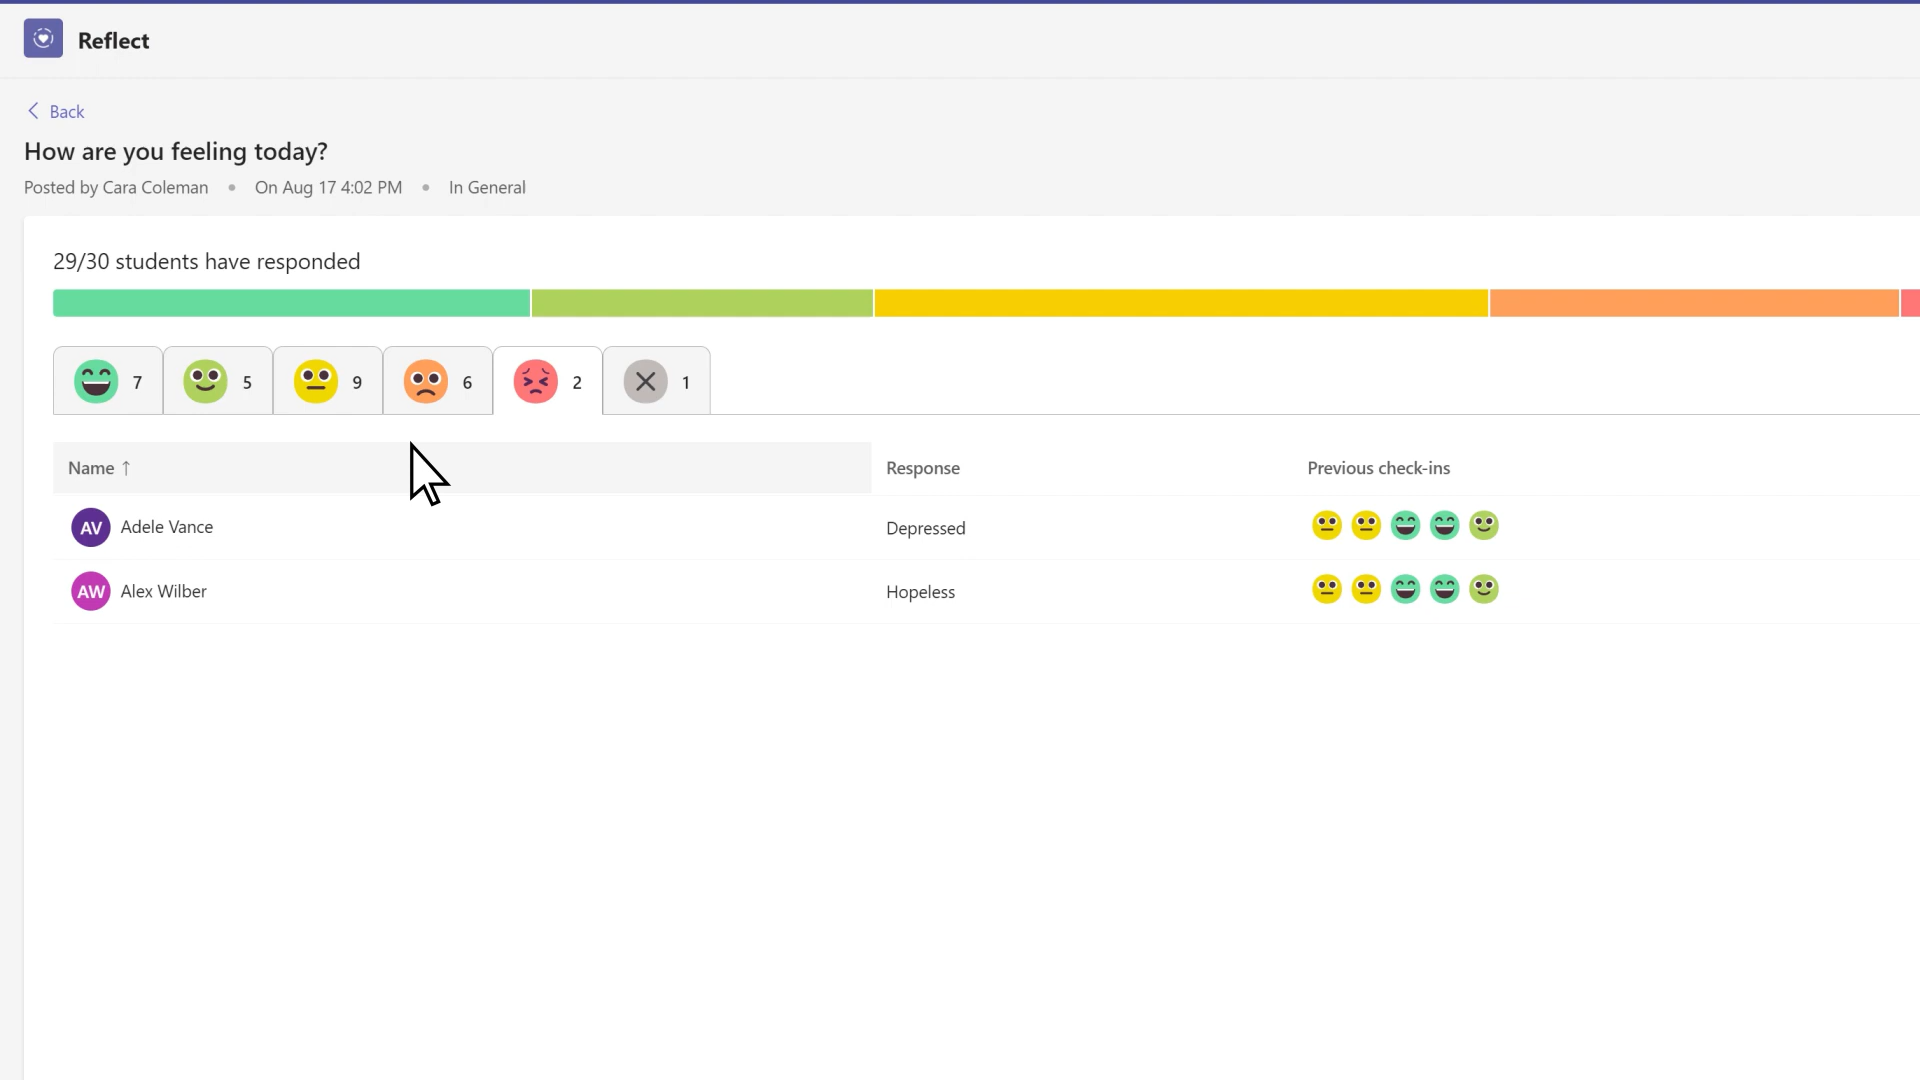 Reflect
Back
How are you feeling today?
Posted by Cara Coleman • On Aug 17 4:02 PM • In General
29/30 students have responded
7 5 9 6 2 1
Name ↑ Response Previous check-ins
AV Adele Vance Depressed
AW Alex Wilber Hopeless